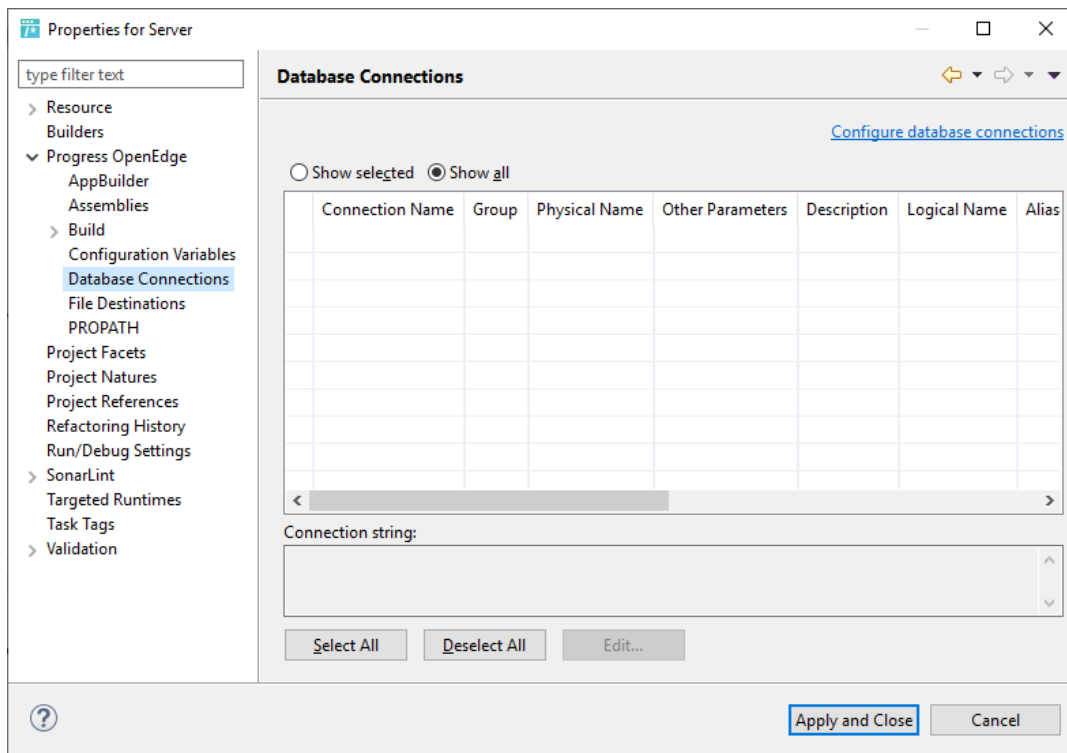 Properties for Server
type filter text
Resource
Builders
Progress OpenEdge
AppBuilder
Assemblies
Build
Configuration Variables
Database Connections
File Destinations
PROPATH
Project Facets
Project Natures
Project References
Refactoring History
Run/Debug Settings
SonarLint
Targeted Runtimes
Task Tags
Validation
Database Connections
Configure database connections
Show selected Show all
Connection Name Group Physical Name Other Parameters Description Logical Name Alias
Connection string:
Select All Deselect All Edit...
? Apply and Close Cancel